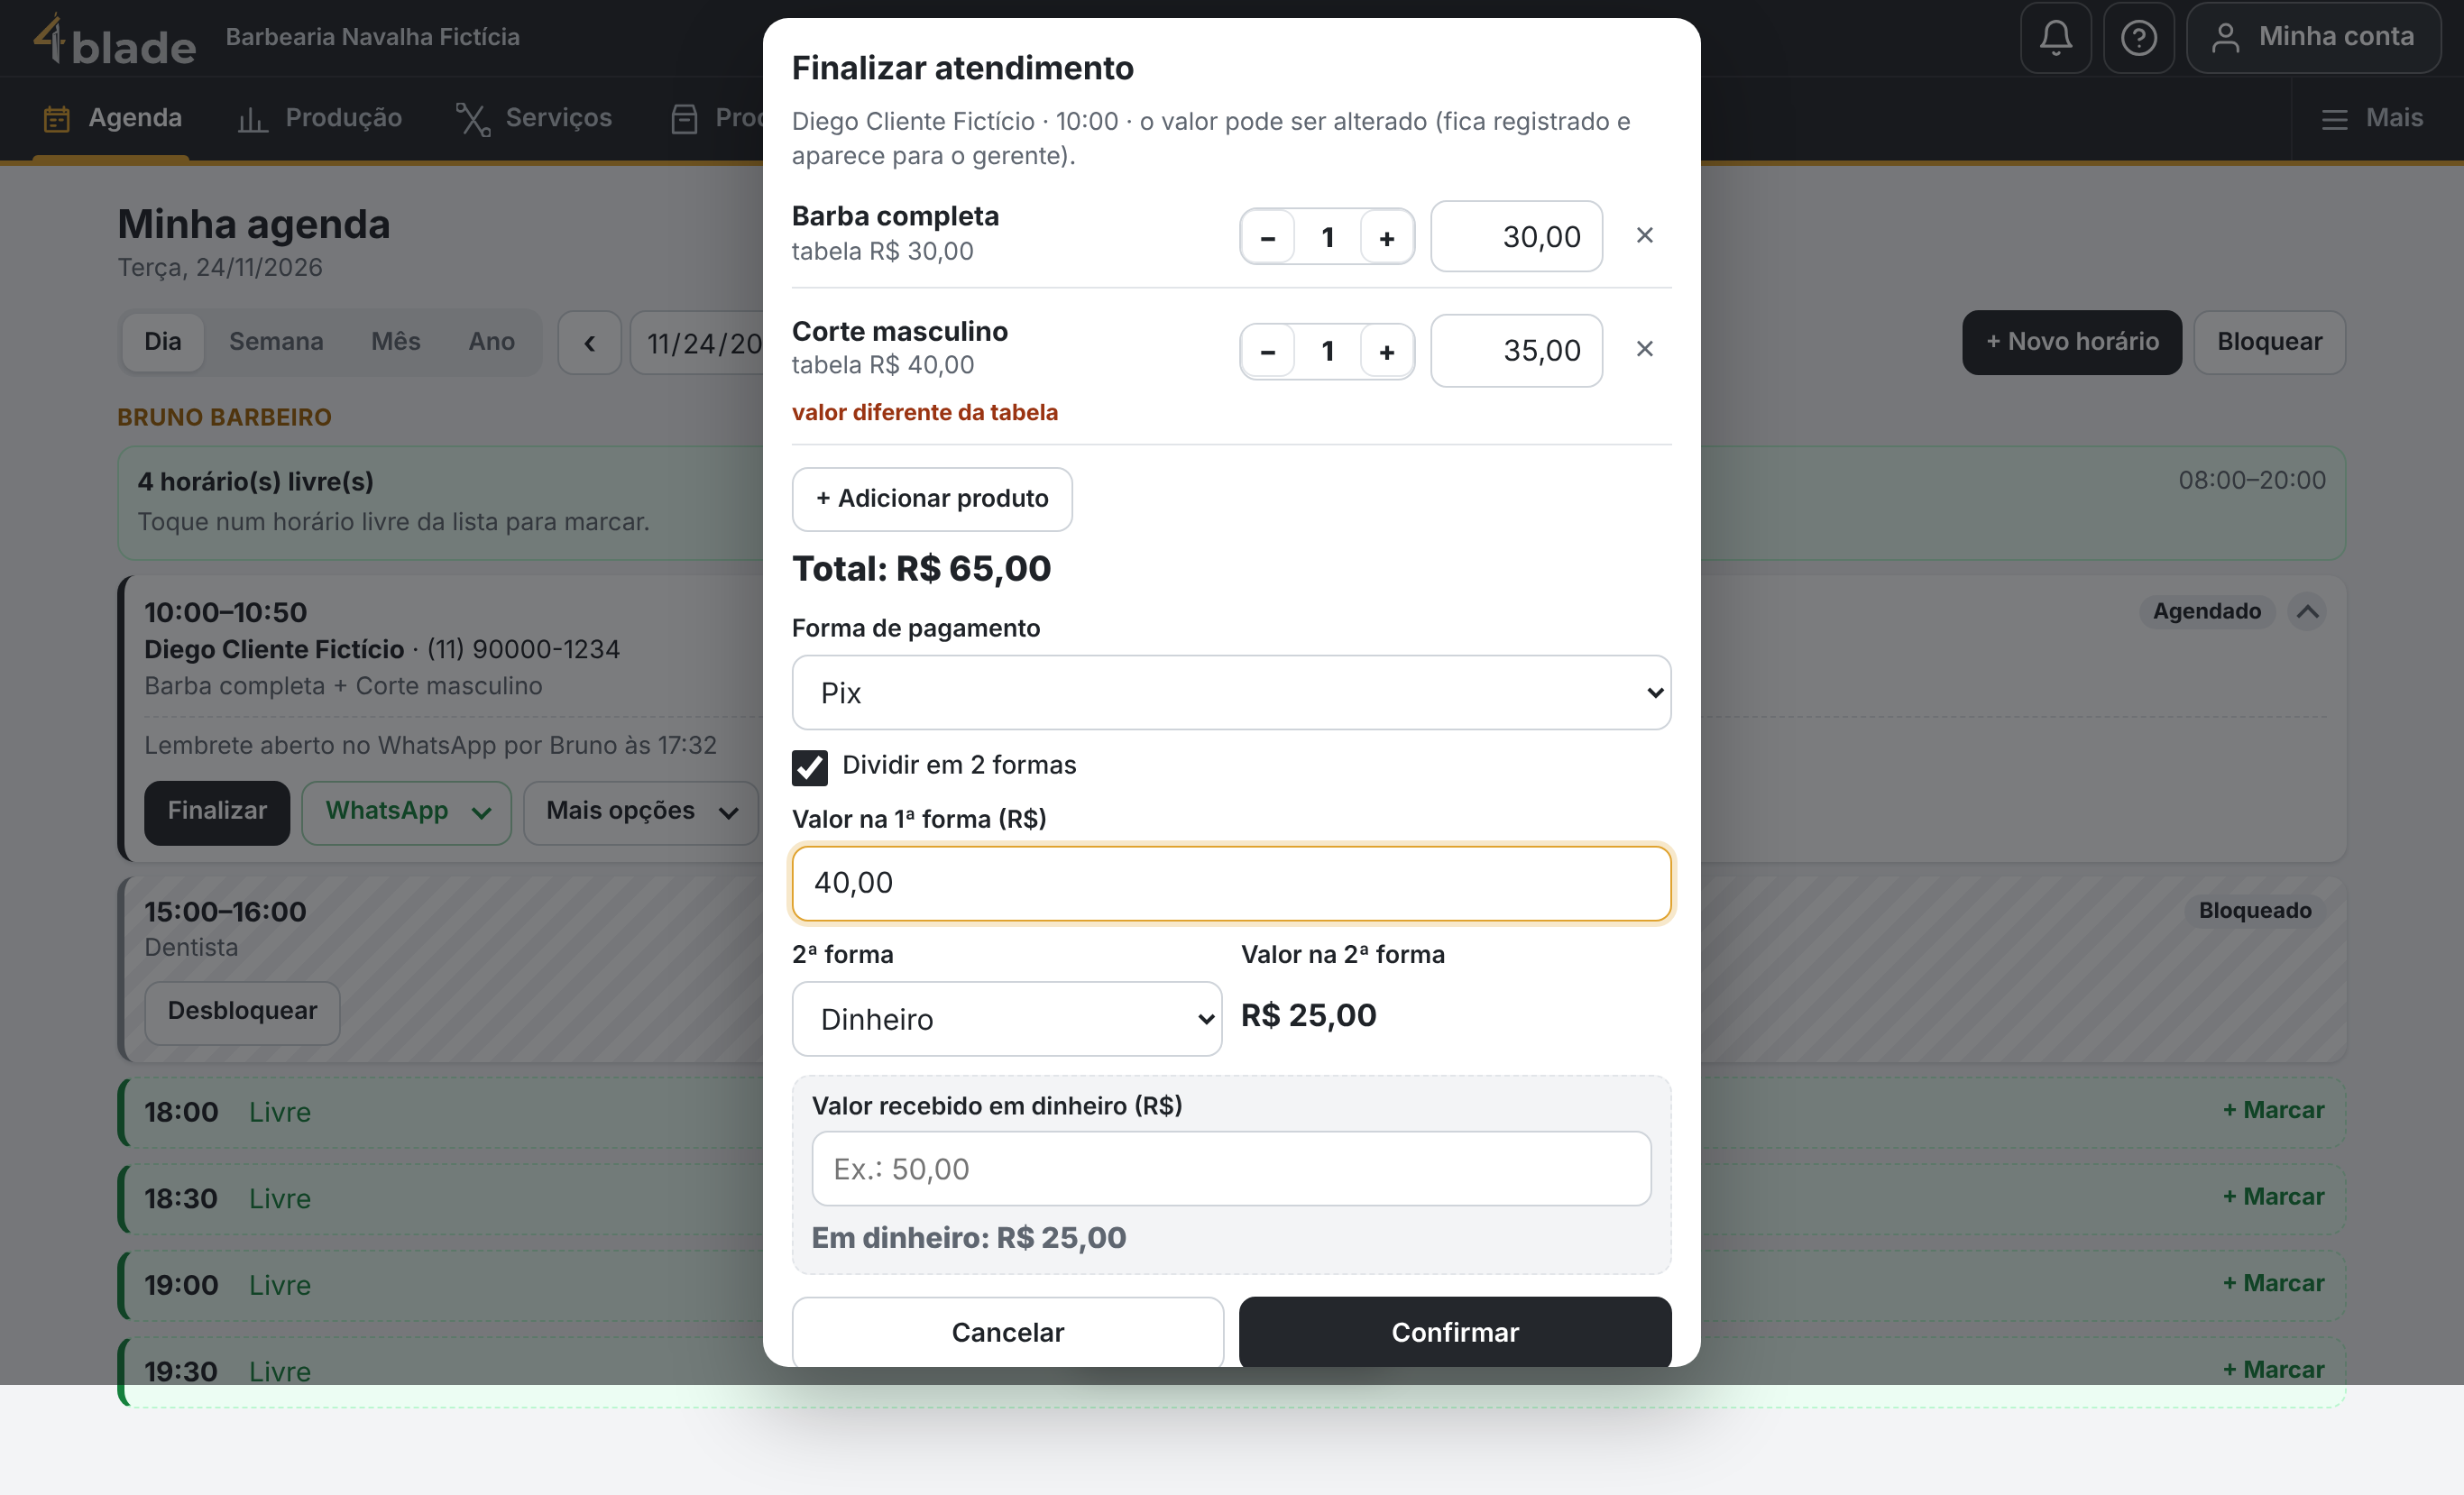 4blade
Barbearia Navalha Fictícia
Minha conta
Agenda
Produção
Serviços
Mais
Minha agenda
Terça, 24/11/2026
Dia
Semana
Mês
Ano
‹
11/24/20
+ Novo horário
Bloquear
BRUNO BARBEIRO
4 horário(s) livre(s)
08:00–20:00
Toque num horário livre da lista para marcar.
10:00–10:50
Agendado
Diego Cliente Fictício · (11) 90000-1234
Barba completa + Corte masculino
Lembrete aberto no WhatsApp por Bruno às 17:32
Finalizar
WhatsApp
Mais opções
15:00–16:00
Bloqueado
Dentista
Desbloquear
18:00 Livre
+ Marcar
18:30 Livre
+ Marcar
19:00 Livre
+ Marcar
19:30 Livre
+ Marcar
Finalizar atendimento
Diego Cliente Fictício · 10:00 · o valor pode ser alterado (fica registrado e
aparece para o gerente).
Barba completa
tabela R$ 30,00
– 1 +
30,00
×
Corte masculino
tabela R$ 40,00
– 1 +
35,00
×
valor diferente da tabela
+ Adicionar produto
Total: R$ 65,00
Forma de pagamento
Pix
Dividir em 2 formas
Valor na 1ª forma (R$)
40,00
2ª forma
Valor na 2ª forma
Dinheiro
R$ 25,00
Valor recebido em dinheiro (R$)
Ex.: 50,00
Em dinheiro: R$ 25,00
Cancelar
Confirmar